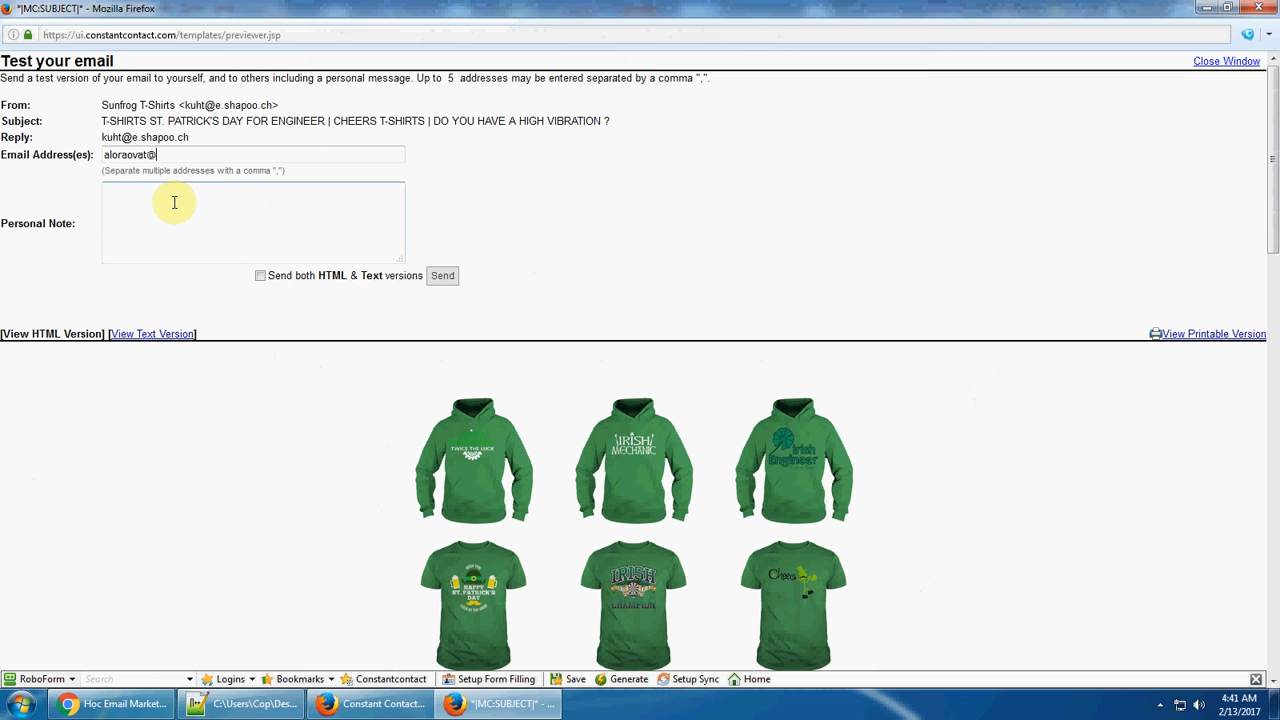 *|MC:SUBJECT|* - Mozilla Firefox
https://ui.constantcontact.com/templates/previewer.jsp
Test your email
Close Window
Send a test version of your email to yourself, and to others including a personal message. Up to 5 addresses may be entered separated by a comma ",".
From: Sunfrog T-Shirts <kuht@e.shapoo.ch>
Subject: T-SHIRTS ST. PATRICK'S DAY FOR ENGINEER | CHEERS T-SHIRTS | DO YOU HAVE A HIGH VIBRATION ?
Reply: kuht@e.shapoo.ch
Email Address(es): aloraovat@
(Separate multiple addresses with a comma ",")
Personal Note:
Send both HTML & Text versions Send
[View HTML Version] [View Text Version]
View Printable Version
TWICE THE LUCK
IRISH
MECHANIC
Irish
Engineer
HAPPY
ST. PATRICK'S
DAY
IRISH
CHAMPION
Cheers
RoboForm Search Logins Bookmarks Constantcontact Setup Form Filling Save Generate Setup Sync Home
Học Email Market... C:\Users\Cop/Des... Constant Contact... *|MC:SUBJECT|* - ...
4:41 AM
2/13/2017